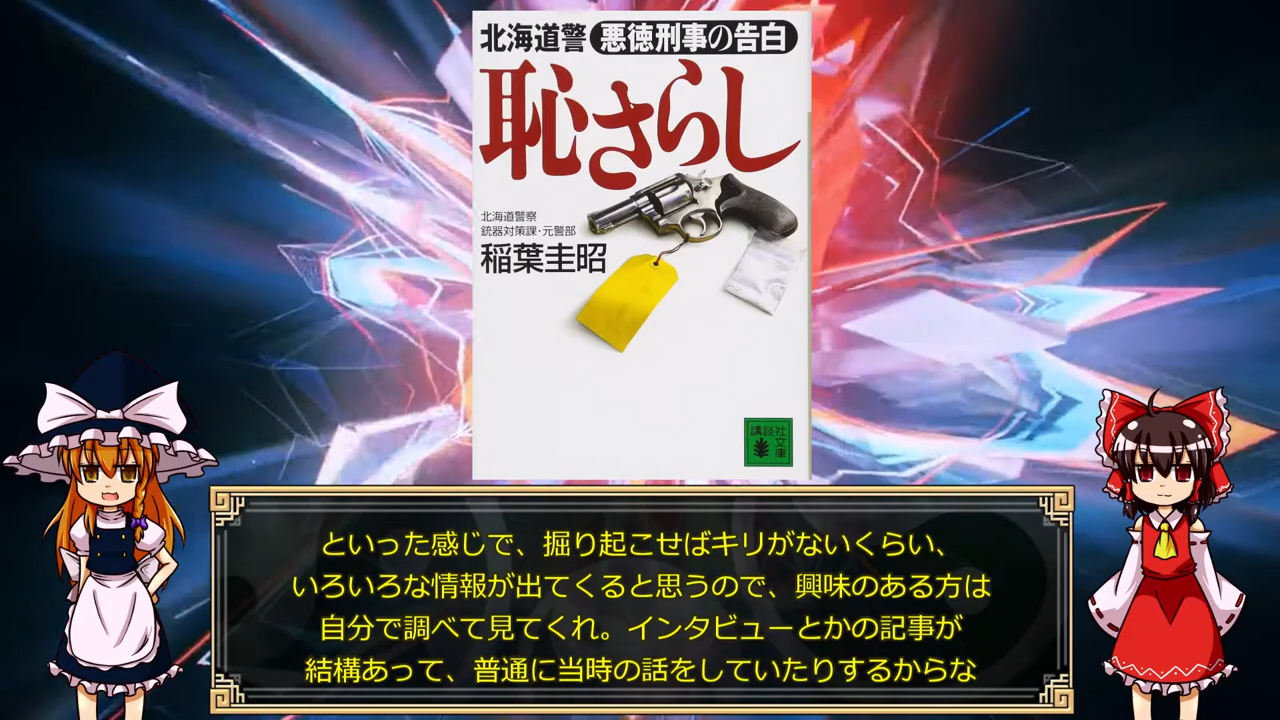 北海道警 悪徳刑事の告白
恥さらし
北海道警察
銃器対策課・元警部
稲葉圭昭
講談社
文庫
といった感じで、掘り起こせばキリがないくらい、
いろいろな情報が出てくると思うので、興味のある方は
自分で調べて見てくれ。インタビューとかの記事が
結構あって、普通に当時の話をしていたりするからな